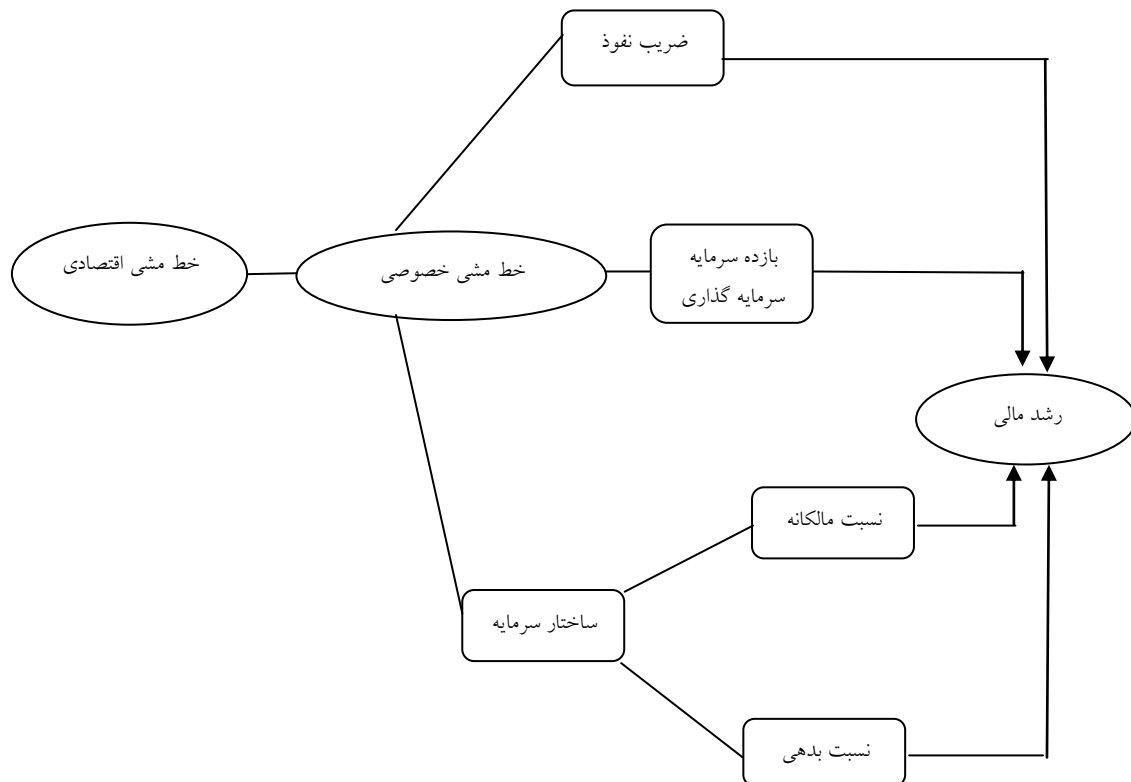 ضریب نفوذ
خط مشی اقتصادی
خط مشی خصوصی
بازده سرمایه
سرمایه گذاری
رشد مالی
نسبت مالکانه
ساختار سرمایه
نسبت بدهی